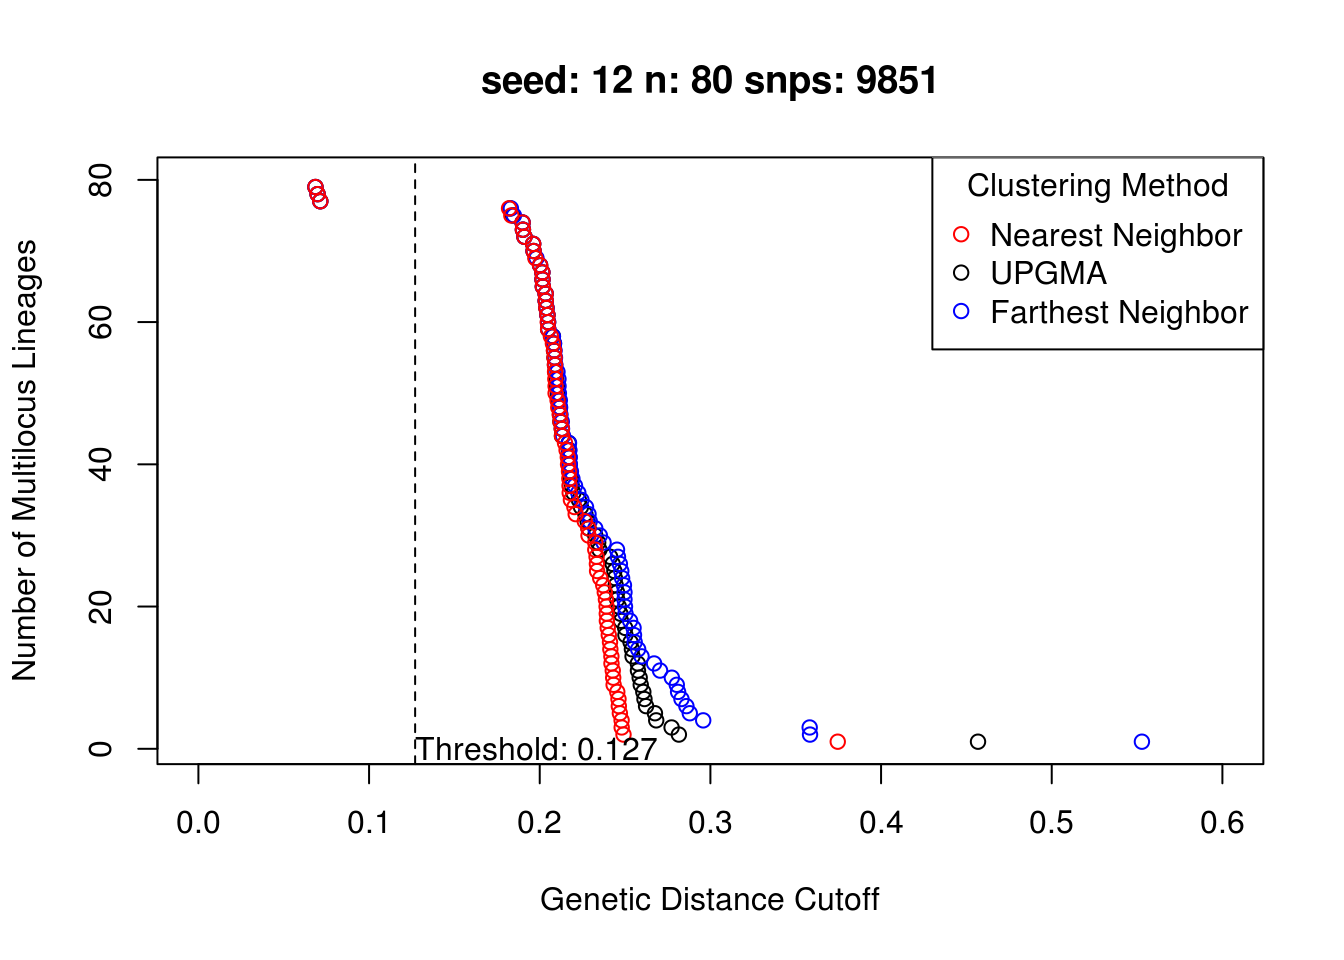 seed: 12 n: 80 snps: 9851
Number of Multilocus Lineages
80
60
40
20
0
Clustering Method
Nearest Neighbor
UPGMA
Farthest Neighbor
Threshold: 0.127
0.0 0.1 0.2 0.3 0.4 0.5 0.6
Genetic Distance Cutoff